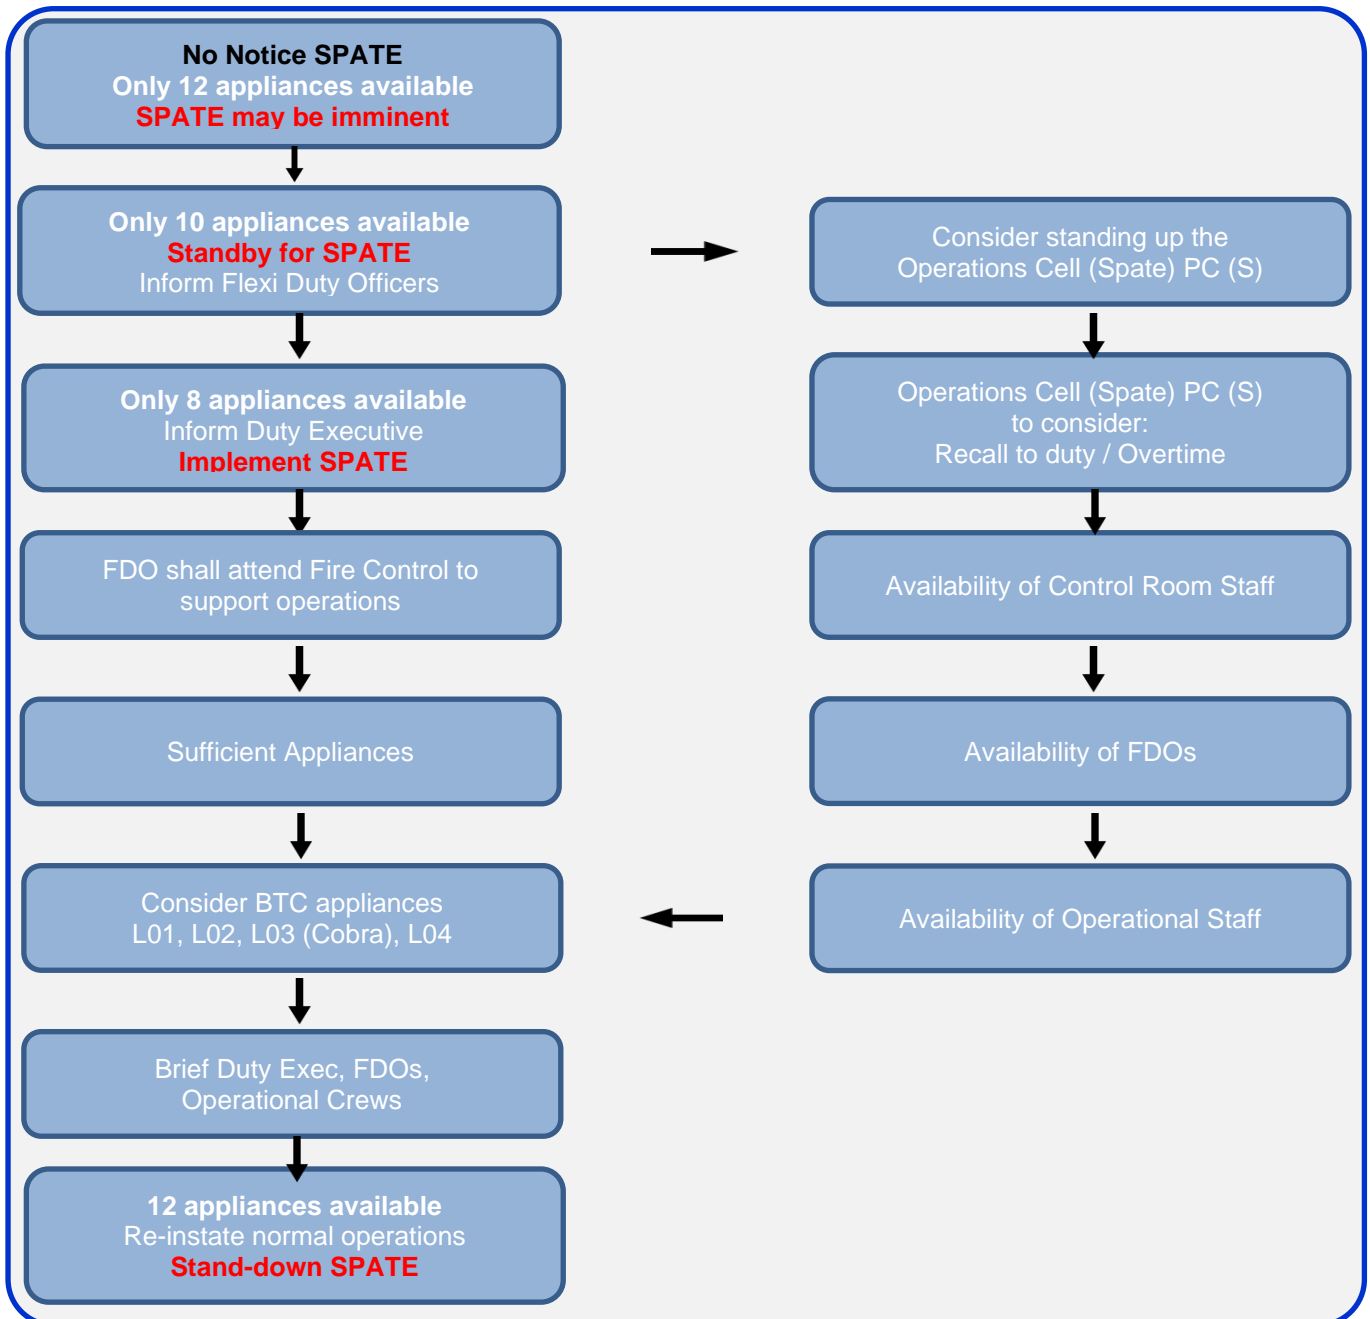 No Notice SPATE
Only 12 appliances available
SPATE may be imminent
Only 10 appliances available
Standby for SPATE
Inform Flexi Duty Officers
Only 8 appliances available
Inform Duty Executive
Implement SPATE
FDO shall attend Fire Control to
support operations
Sufficient Appliances
Consider BTC appliances
L01, L02, L03 (Cobra), L04
Brief Duty Exec, FDOs,
Operational Crews
12 appliances available
Re-instate normal operations
Stand-down SPATE
Consider standing up the
Operations Cell (Spate) PC (S)
Operations Cell (Spate) PC (S)
to consider:
Recall to duty / Overtime
Availability of Control Room Staff
Availability of FDOs
Availability of Operational Staff